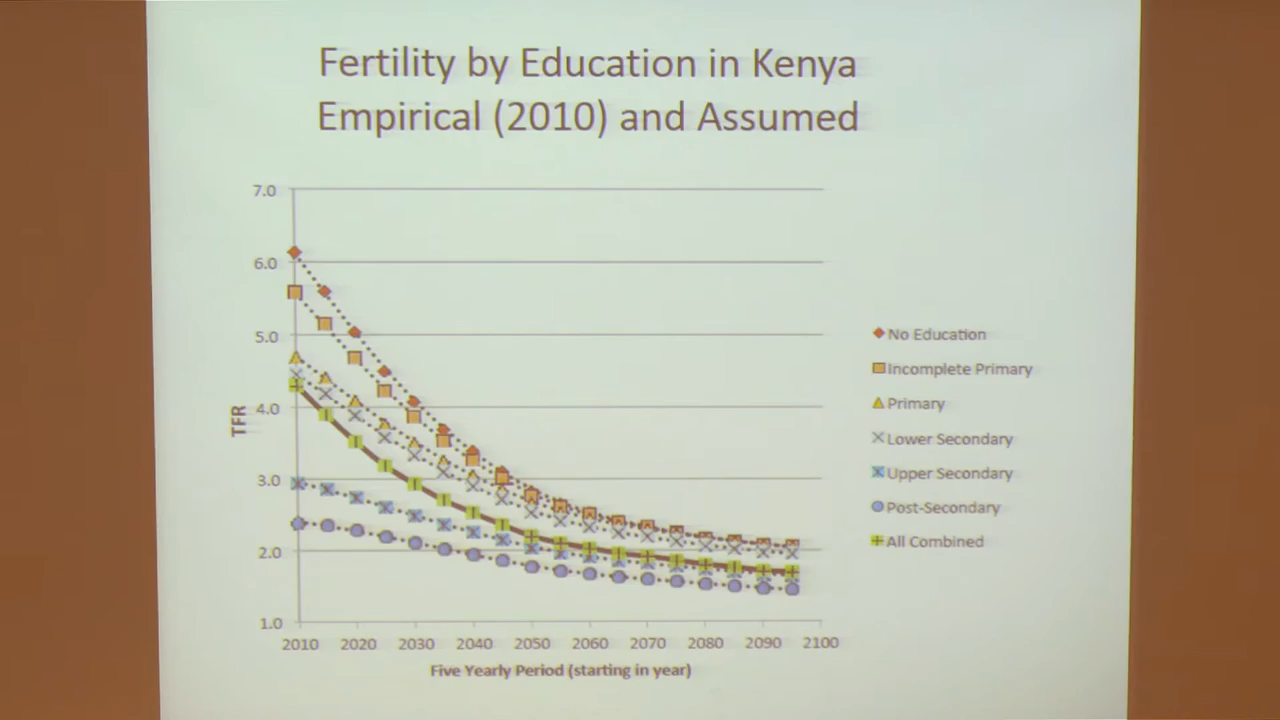 Fertility by Education in Kenya
Empirical (2010) and Assumed
7.0
6.0
5.0
4.0
3.0
2.0
1.0
TFR
2010 2020 2030 2040 2050 2060 2070 2080 2090 2100
Five Yearly Period (starting in year)
No Education
Incomplete Primary
Primary
Lower Secondary
Upper Secondary
Post-Secondary
All Combined